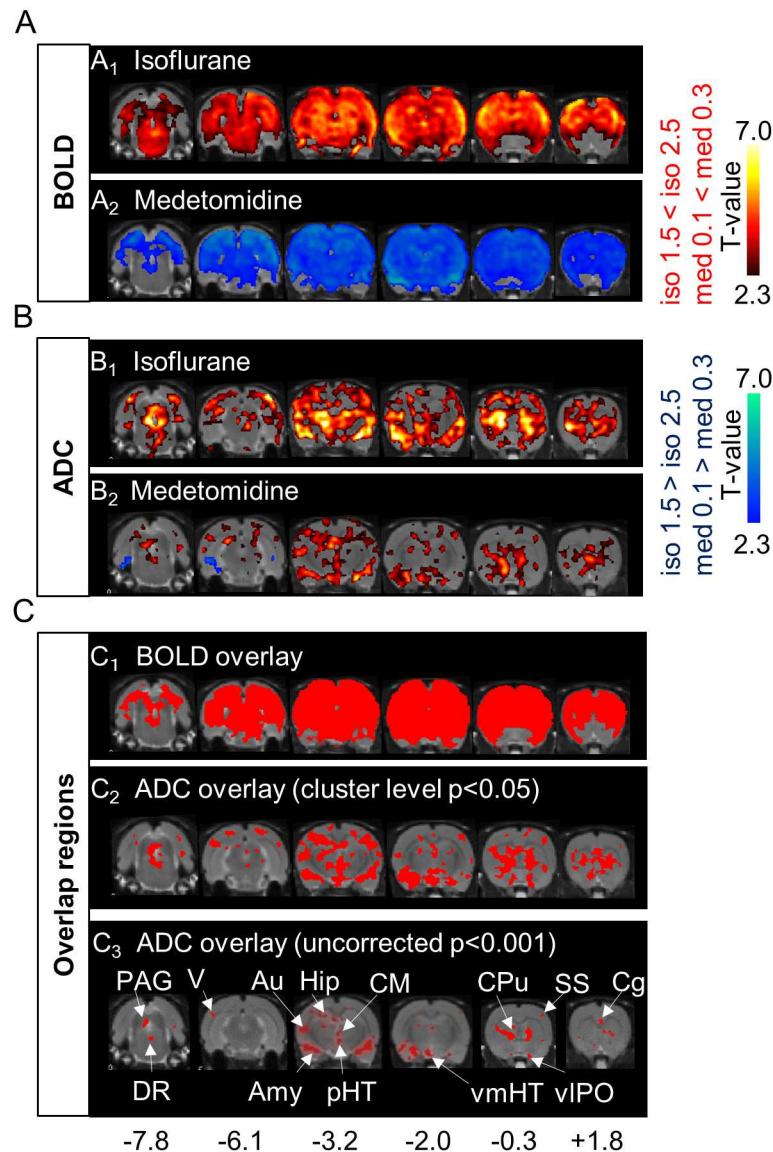 A
BOLD
A1 Isoflurane
A2 Medetomidine
iso 1.5 < iso 2.5
med 0.1 < med 0.3
T-value
7.0
2.3
B
ADC
B1 Isoflurane
B2 Medetomidine
iso 1.5 > iso 2.5
med 0.1 > med 0.3
T-value
7.0
2.3
C
Overlap regions
C1 BOLD overlay
C2 ADC overlay (cluster level p<0.05)
C3 ADC overlay (uncorrected p<0.001)
PAG V Au Hip CM CPu SS Cg
DR Amy pHT vmHT vlPO
-7.8 -6.1 -3.2 -2.0 -0.3 +1.8